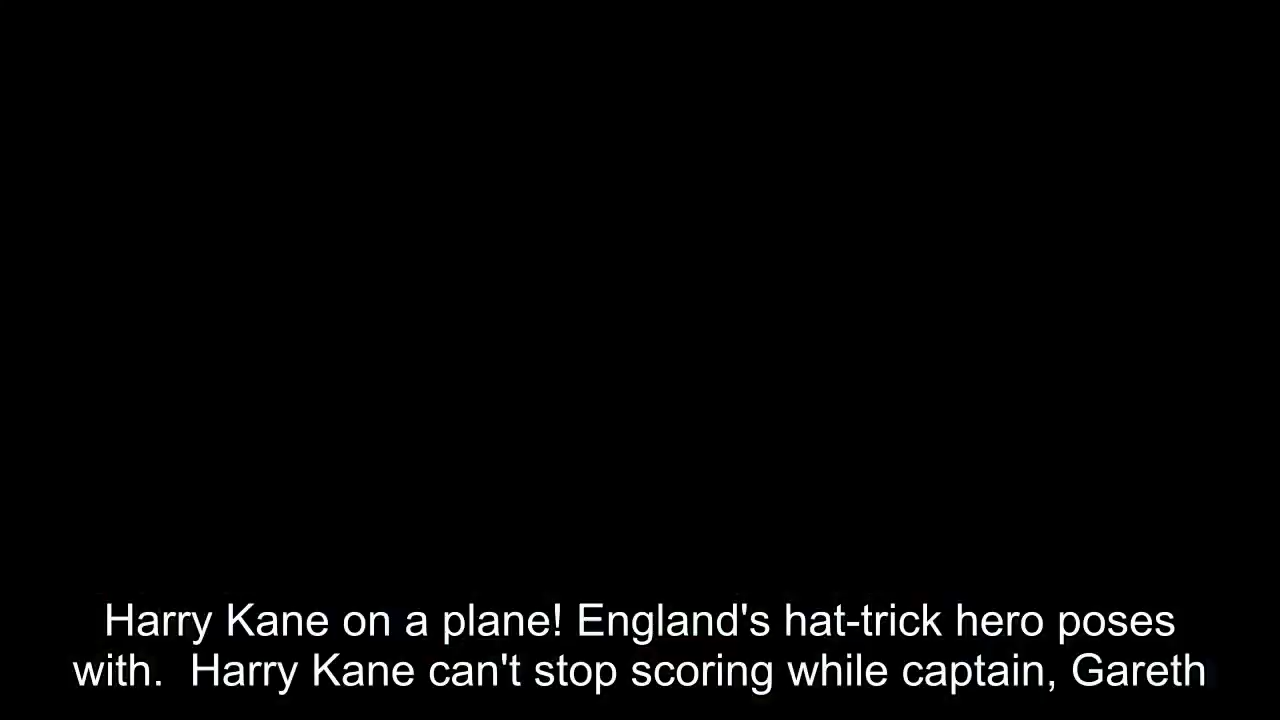 Harry Kane on a plane! England's hat-trick hero poses
with.  Harry Kane can't stop scoring while captain, Gareth